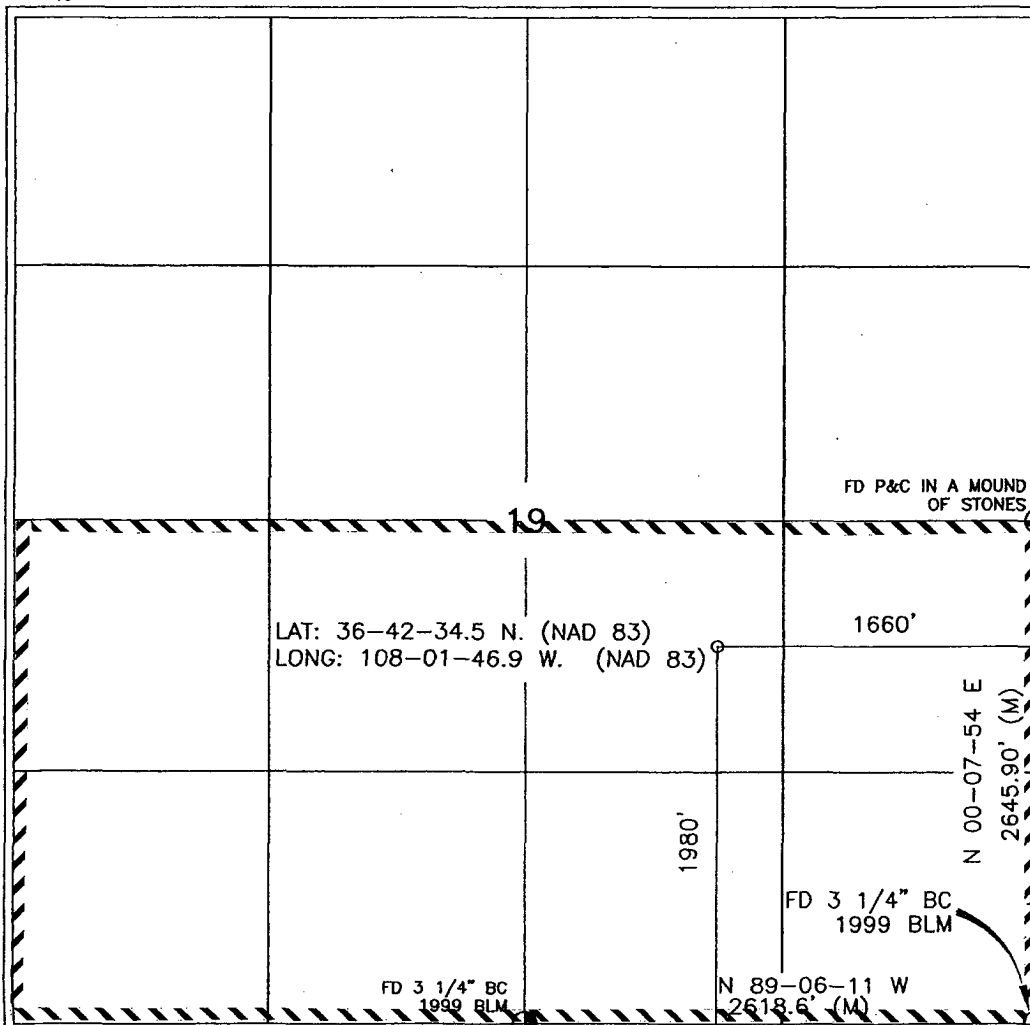 FD P&C IN A MOUND
OF STONES
19
LAT: 36-42-34.5 N. (NAD 83)
LONG: 108-01-46.9 W. (NAD 83)
1660'
N 00-07-54 E
2645.90' (M)
1980'
FD 3 1/4" BC
1999 BLM
FD 3 1/4" BC
1999 BLM
N 89-06-11 W
2618.6' (M)